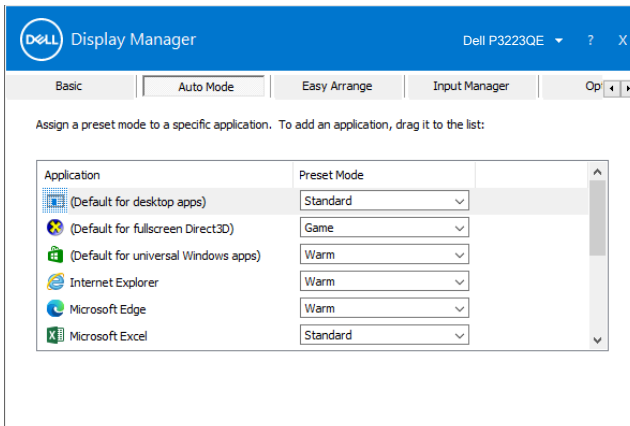 DELL Display Manager Dell P3223QE ? X
Basic Auto Mode Easy Arrange Input Manager
Assign a preset mode to a specific application. To add an application, drag it to the list:
Application Preset Mode
(Default for desktop apps) Standard
(Default for fullscreen Direct3D) Game
(Default for universal Windows apps) Warm
Internet Explorer Warm
Microsoft Edge Warm
Microsoft Excel Standard